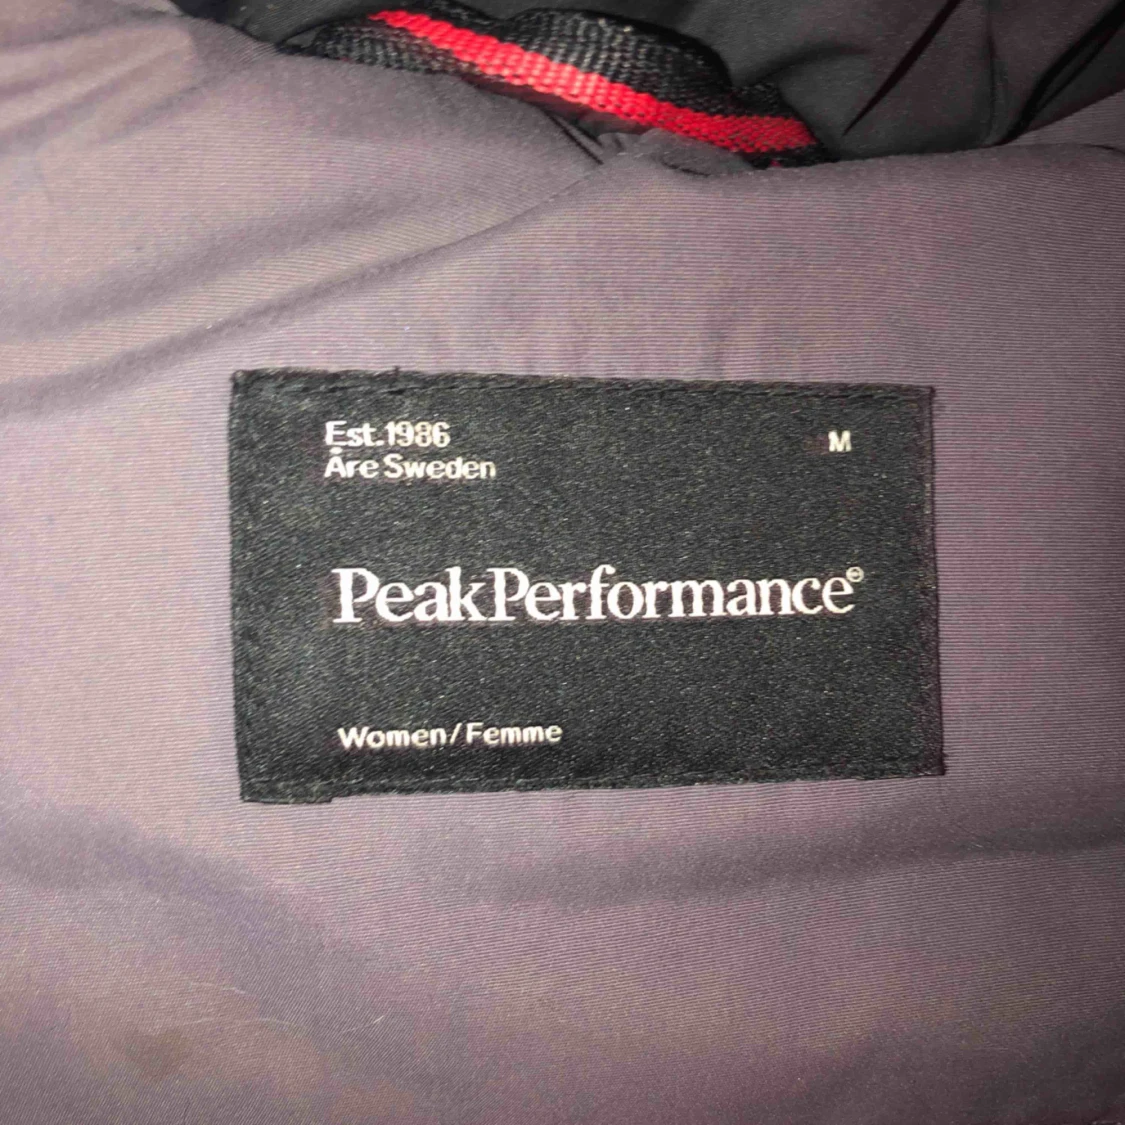 Est.1986
Åre Sweden
M
PeakPerformance®
Women/Femme